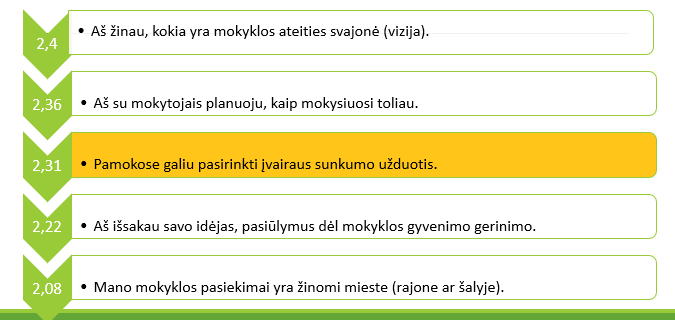 2,4
• Aš žinau, kokia yra mokyklos ateities svajonė (vizija).
2,36
• Aš su mokytojais planuoju, kaip mokysiuosi toliau.
2,31
• Pamokose galiu pasirinkti įvairaus sunkumo užduotis.
2,22
• Aš išsakau savo idėjas, pasiūlymus dėl mokyklos gyvenimo gerinimo.
2,08
• Mano mokyklos pasiekimai yra žinomi mieste (rajone ar šalyje).